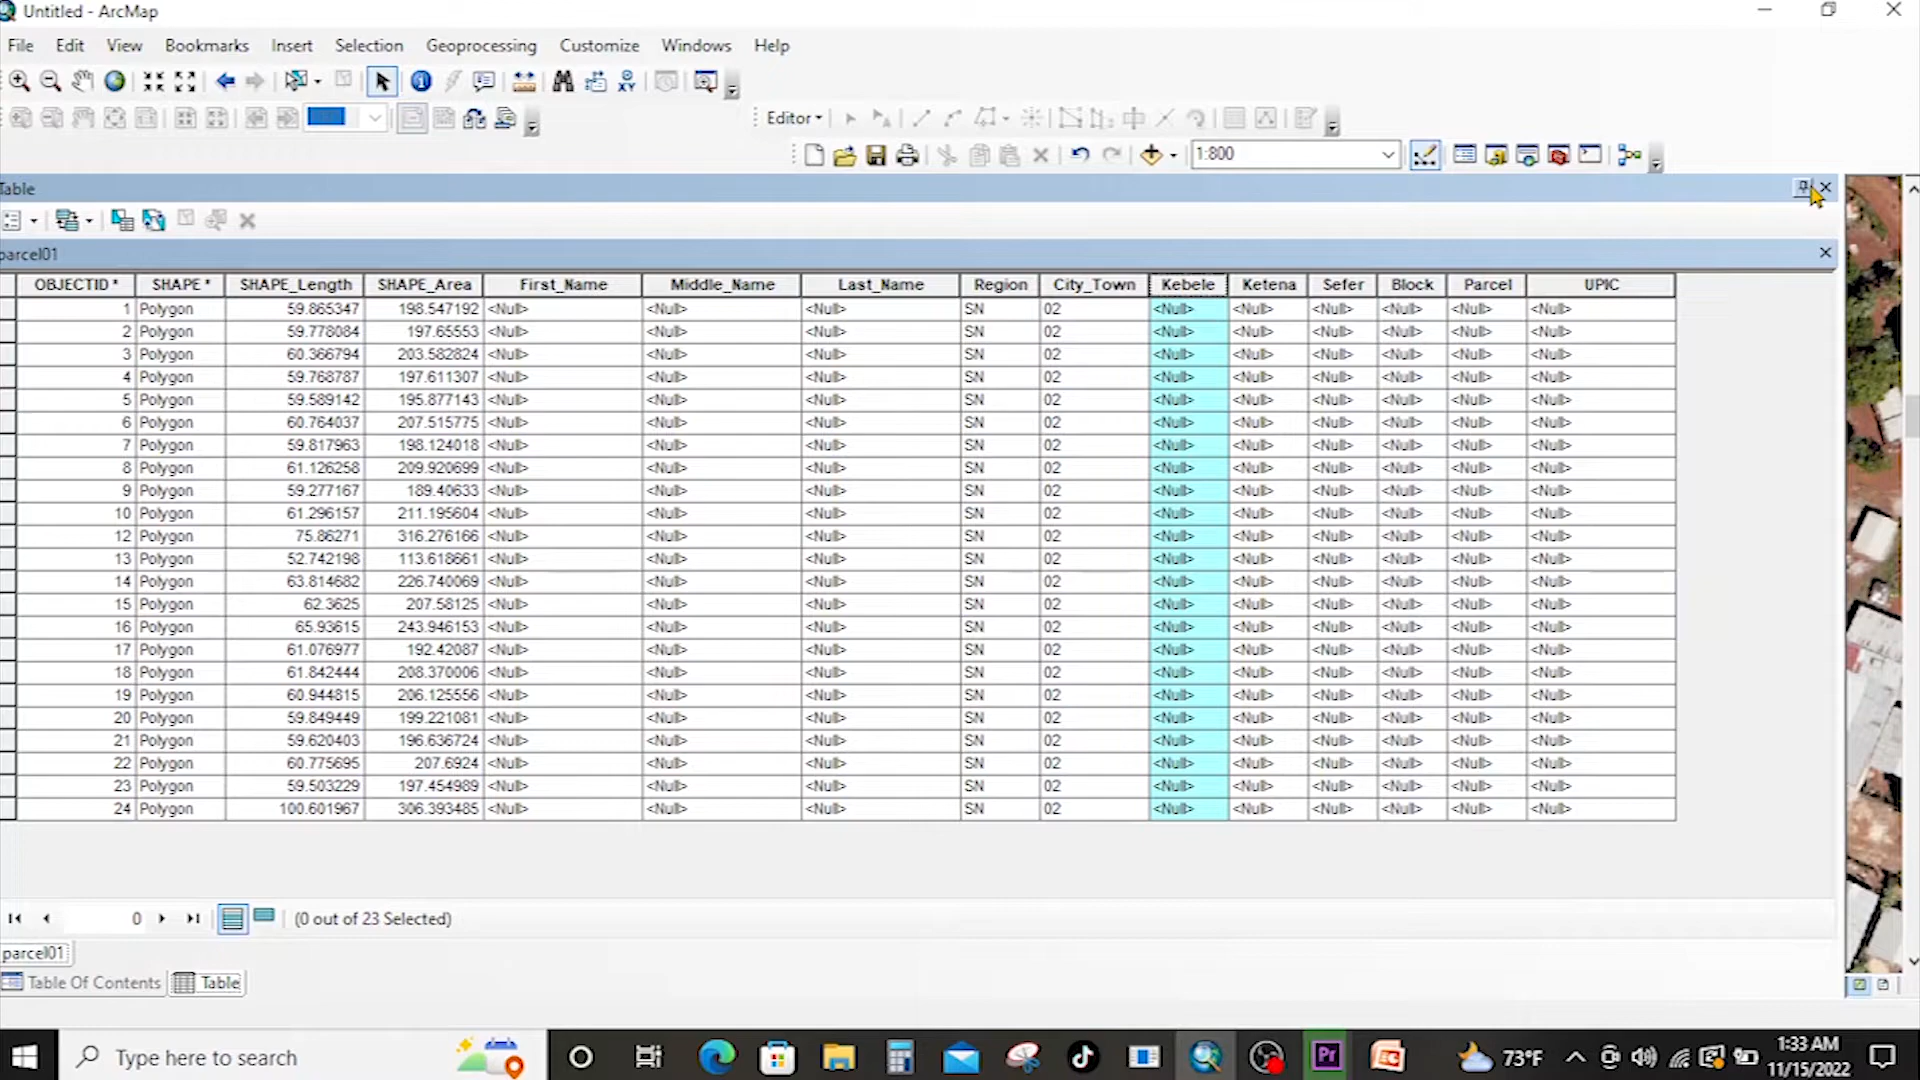 Untitled - ArcMap
File Edit View Bookmarks Insert Selection Geoprocessing Customize Windows Help
Editor
1:800
Table
parcel01
OBJECTID * SHAPE * SHAPE_Length SHAPE_Area First_Name Middle_Name Last_Name Region City_Town Kebele Ketena Sefer Block Parcel UPIC
1 Polygon 59.865347 198.547192 <Null> <Null> <Null> SN 02 <Null> <Null> <Null> <Null> <Null> <Null>
2 Polygon 59.778084 197.65553 <Null> <Null> <Null> SN 02 <Null> <Null> <Null> <Null> <Null> <Null>
3 Polygon 60.366794 203.582824 <Null> <Null> <Null> SN 02 <Null> <Null> <Null> <Null> <Null> <Null>
4 Polygon 59.768787 197.611307 <Null> <Null> <Null> SN 02 <Null> <Null> <Null> <Null> <Null> <Null>
5 Polygon 59.589142 195.877143 <Null> <Null> <Null> SN 02 <Null> <Null> <Null> <Null> <Null> <Null>
6 Polygon 60.764037 207.515775 <Null> <Null> <Null> SN 02 <Null> <Null> <Null> <Null> <Null> <Null>
7 Polygon 59.817963 198.124018 <Null> <Null> <Null> SN 02 <Null> <Null> <Null> <Null> <Null> <Null>
8 Polygon 61.126258 209.920699 <Null> <Null> <Null> SN 02 <Null> <Null> <Null> <Null> <Null> <Null>
9 Polygon 59.277167 189.40633 <Null> <Null> <Null> SN 02 <Null> <Null> <Null> <Null> <Null> <Null>
10 Polygon 61.296157 211.195604 <Null> <Null> <Null> SN 02 <Null> <Null> <Null> <Null> <Null> <Null>
12 Polygon 75.86271 316.276166 <Null> <Null> <Null> SN 02 <Null> <Null> <Null> <Null> <Null> <Null>
13 Polygon 52.742198 113.618661 <Null> <Null> <Null> SN 02 <Null> <Null> <Null> <Null> <Null> <Null>
14 Polygon 63.814682 226.740069 <Null> <Null> <Null> SN 02 <Null> <Null> <Null> <Null> <Null> <Null>
15 Polygon 62.3625 207.58125 <Null> <Null> <Null> SN 02 <Null> <Null> <Null> <Null> <Null> <Null>
16 Polygon 65.93615 243.946153 <Null> <Null> <Null> SN 02 <Null> <Null> <Null> <Null> <Null> <Null>
17 Polygon 61.076977 192.42087 <Null> <Null> <Null> SN 02 <Null> <Null> <Null> <Null> <Null> <Null>
18 Polygon 61.842444 208.370006 <Null> <Null> <Null> SN 02 <Null> <Null> <Null> <Null> <Null> <Null>
19 Polygon 60.944815 206.125556 <Null> <Null> <Null> SN 02 <Null> <Null> <Null> <Null> <Null> <Null>
20 Polygon 59.849449 199.221081 <Null> <Null> <Null> SN 02 <Null> <Null> <Null> <Null> <Null> <Null>
21 Polygon 59.620403 196.636724 <Null> <Null> <Null> SN 02 <Null> <Null> <Null> <Null> <Null> <Null>
22 Polygon 60.775695 207.6924 <Null> <Null> <Null> SN 02 <Null> <Null> <Null> <Null> <Null> <Null>
23 Polygon 59.503229 197.454989 <Null> <Null> <Null> SN 02 <Null> <Null> <Null> <Null> <Null> <Null>
24 Polygon 100.601967 306.393485 <Null> <Null> <Null> SN 02 <Null> <Null> <Null> <Null> <Null> <Null>
0 (0 out of 23 Selected)
parcel01
Table Of Contents Table
Type here to search Pr 73°F 1:33 AM
11/15/2022